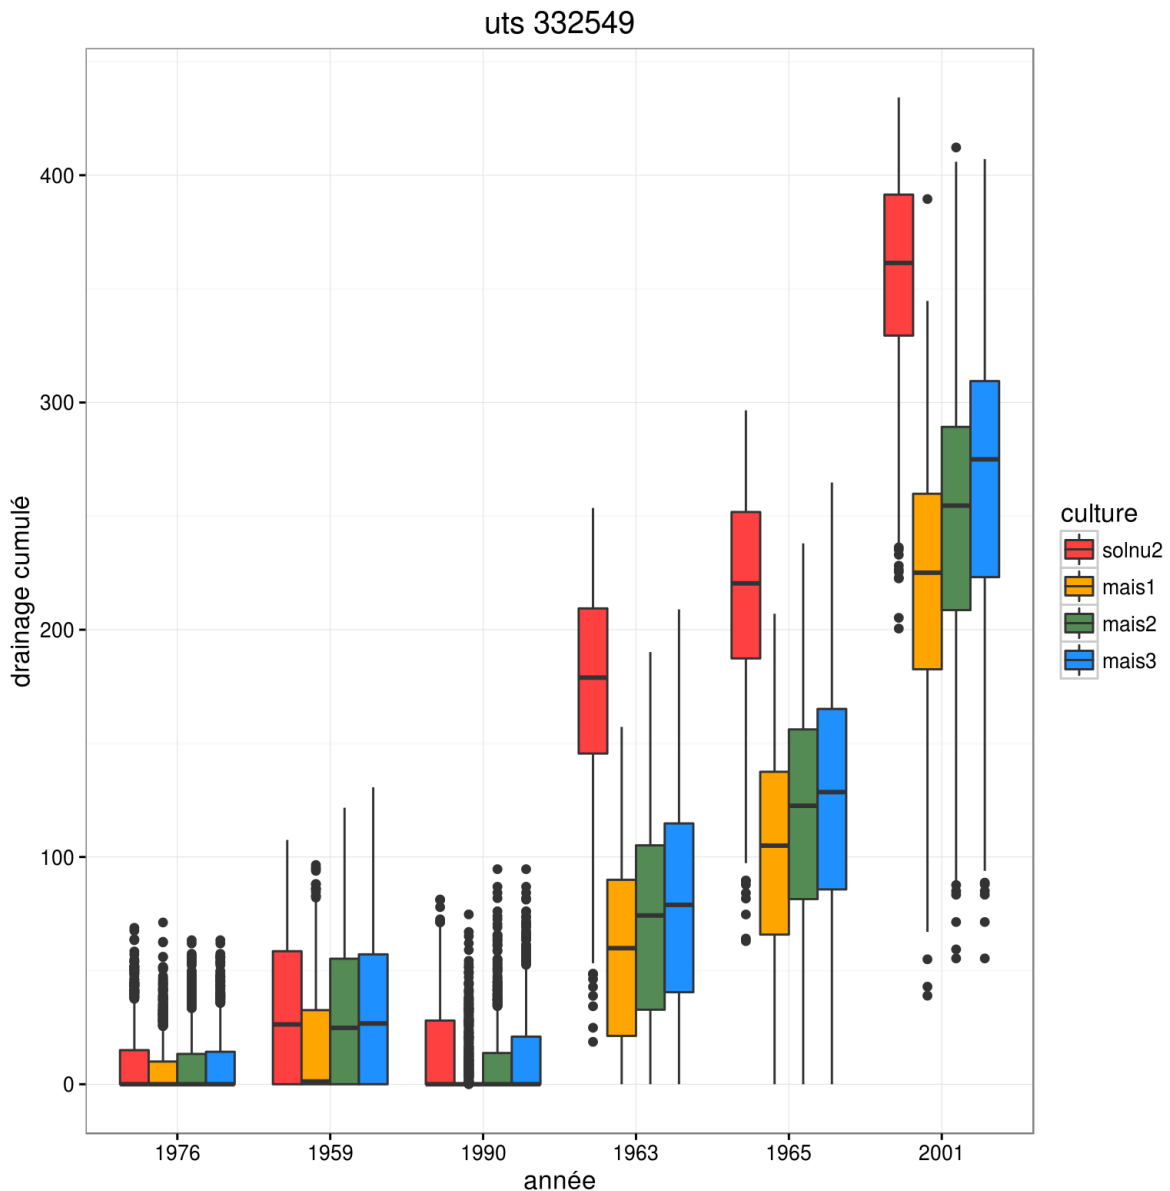 uts 332549
400
300
200
100
0
drainage cumulé
1976 1959 1990 1963 1965 2001
année
culture
solnu2
mais1
mais2
mais3